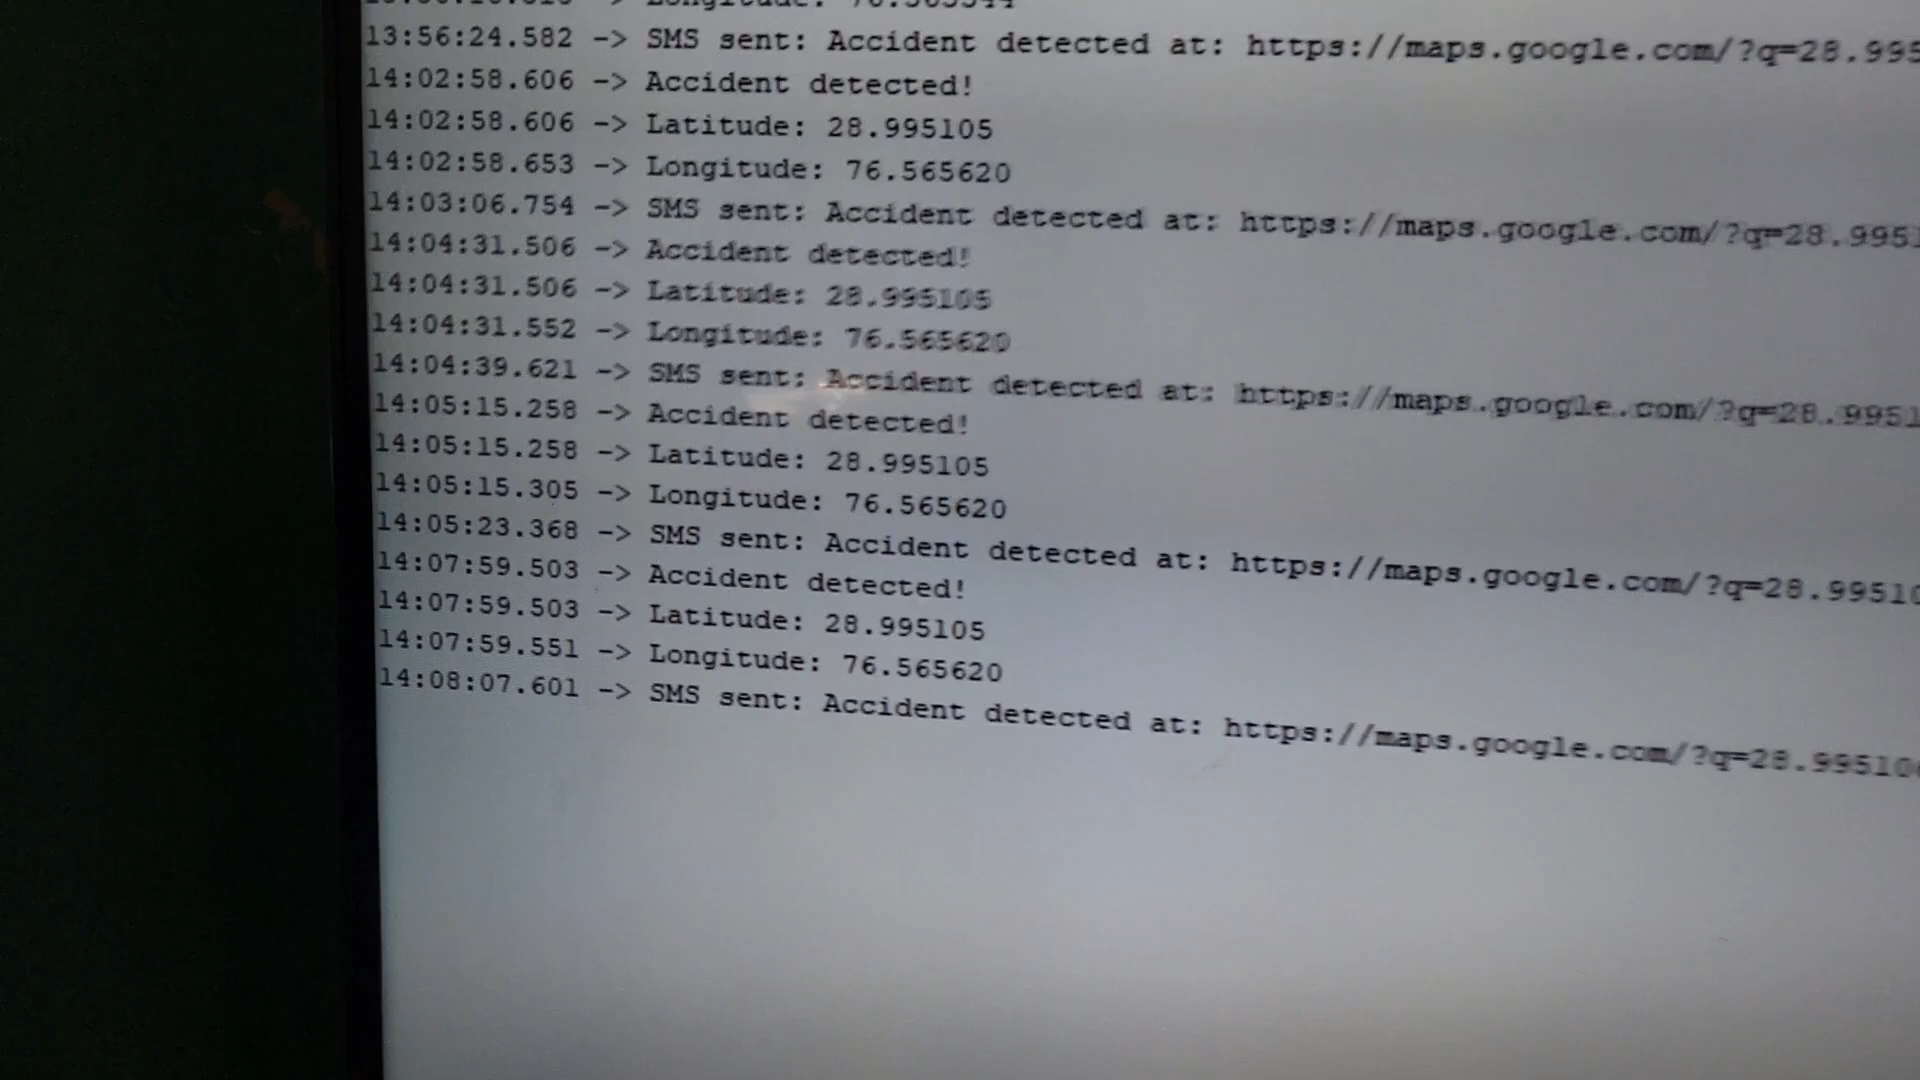 Longitude: 76.565544
13:56:24.582 -> SMS sent: Accident detected at: https://maps.google.com/?q=28.995
14:02:58.606 -> Accident detected!
14:02:58.606 -> Latitude: 28.995105
14:02:58.653 -> Longitude: 76.565620
14:03:06.754 -> SMS sent: Accident detected at: https://maps.google.com/?q=28.9951
14:04:31.506 -> Accident detected!
14:04:31.506 -> Latitude: 28.995105
14:04:31.552 -> Longitude: 76.565620
14:04:39.621 -> SMS sent: Accident detected at: https://maps.google.com/?q=28.9951
14:05:15.258 -> Accident detected!
14:05:15.258 -> Latitude: 28.995105
14:05:15.305 -> Longitude: 76.565620
14:05:23.368 -> SMS sent: Accident detected at: https://maps.google.com/?q=28.99510
14:07:59.503 -> Accident detected!
14:07:59.503 -> Latitude: 28.995105
14:07:59.551 -> Longitude: 76.565620
14:08:07.601 -> SMS sent: Accident detected at: https://maps.google.com/?q=28.99510